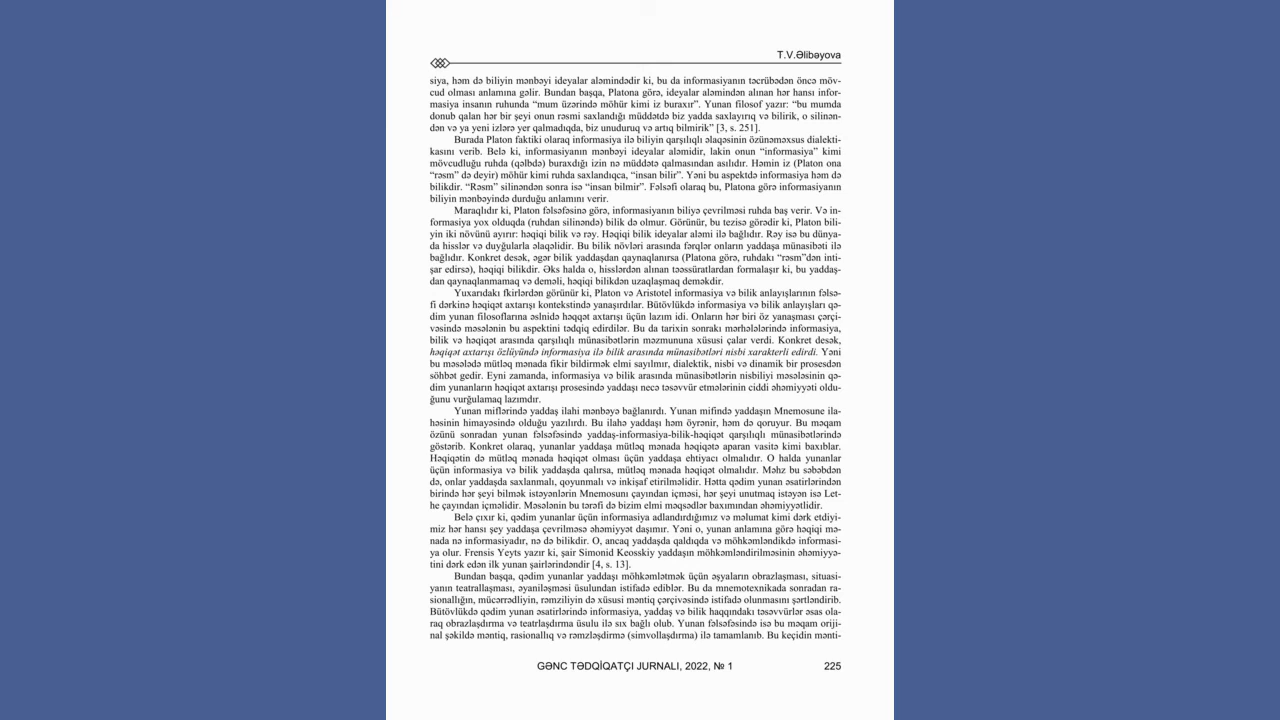 T.V.Əlibəyova
siya, həm də biliyin mənbəyi ideyalar aləmindədir ki, bu da informasiyanın təcrübədən öncə möv-
cud olması anlamına gəlir. Bundan başqa, Platona görə, ideyalar aləmindən alınan hər hansı infor-
masiya insanın ruhunda “mum üzərində möhür kimi iz buraxır”. Yunan filosof yazır: “bu mumda
donub qalan hər bir şeyi onun rəsmi saxlandığı müddətdə biz yadda saxlayırıq və bilirik, o silinən-
dən və ya yeni izlərə yer qalmadıqda, biz unuduruq və artıq bilmirik” [3, s. 251].
Burada Platon faktiki olaraq informasiya ilə biliyin qarşılıqlı əlaqəsinin özünəməxsus dialekti-
kasını verib. Belə ki, informasiyanın mənbəyi ideyalar aləmidir, lakin onun “informasiya” kimi
mövcudluğu ruhda (qəlbdə) buraxdığı izin nə müddətə qalmasından asılıdır. Həmin iz (Platon ona
“rəsm” də deyir) möhür kimi ruhda saxlandıqca, “insan bilir”. Yəni bu aspektdə informasiya həm də
bilikdir. “Rəsm” silinəndən sonra isə “insan bilmir”. Fəlsəfi olaraq bu, Platona görə informasiyanın
biliyin mənbəyində durduğu anlamını verir.
Maraqlıdır ki, Platon fəlsəfəsinə görə, informasiyanın biliyə çevrilməsi ruhda baş verir. Və in-
formasiya yox olduqda (ruhdan silinəndə) bilik də olmur. Görünür, bu tezisə görədir ki, Platon bili-
yin iki növünü ayırır: həqiqi bilik və rəy. Həqiqi bilik ideyalar aləmi ilə bağlıdır. Rəy isə bu dünya-
da hisslər və duyğularla əlaqəlidir. Bu bilik növləri arasında fərqlər onların yaddaşa münasibəti ilə
bağlıdır. Konkret desək, əgər bilik yaddaşdan qaynaqlanırsa (Platona görə, ruhdakı “rəsm”dən inti-
şar edirsə), həqiqi bilikdir. Əks halda o, hisslərdən alınan təəssüratlardan formalaşır ki, bu yaddaş-
dan qaynaqlanmamaq və deməli, həqiqi bilikdən uzaqlaşmaq deməkdir.
Yuxarıdakı fkirlərdən görünür ki, Platon və Aristotel informasiya və bilik anlayışlarının fəlsə-
fi dərkinə həqiqət axtarışı kontekstində yanaşırdılar. Bütövlükdə informasiya və bilik anlayışları qə-
dim yunan filosoflarına əslnidə həqqət axtarışı üçün lazım idi. Onların hər biri öz yanaşması çərçi-
vəsində məsələnin bu aspektini tədqiq edirdilər. Bu da tarixin sonrakı mərhələlərində informasiya,
bilik və həqiqət arasında qarşılıqlı münasibətlərin məzmununa xüsusi çalar verdi. Konkret desək,
həqiqət axtarışı özlüyündə informasiya ilə bilik arasında münasibətləri nisbi xarakterli edirdi. Yəni
bu məsələdə mütləq mənada fikir bildirmək elmi sayılmır, dialektik, nisbi və dinamik bir prosesdən
söhbət gedir. Eyni zamanda, informasiya və bilik arasında münasibətlərin nisbiliyi məsələsinin qə-
dim yunanların həqiqət axtarışı prosesində yaddaşı necə təsəvvür etmələrinin ciddi əhəmiyyəti oldu-
ğunu vurğulamaq lazımdır.
Yunan miflərində yaddaş ilahi mənbəyə bağlanırdı. Yunan mifində yaddaşın Mnemosune ila-
həsinin himayəsində olduğu yazılırdı. Bu ilahə yaddaşı həm öyrənir, həm də qoruyur. Bu məqam
özünü sonradan yunan fəlsəfəsində yaddaş-informasiya-bilik-həqiqət qarşılıqlı münasibətlərində
göstərib. Konkret olaraq, yunanlar yaddaşa mütləq mənada həqiqətə aparan vasitə kimi baxıblar.
Həqiqətin də mütləq mənada həqiqət olması üçün yaddaşa ehtiyacı olmalıdır. O halda yunanlar
üçün informasiya və bilik yaddaşda qalırsa, mütləq mənada həqiqət olmalıdır. Məhz bu səbəbdən
də, onlar yaddaşda saxlanmalı, qoyunmalı və inkişaf etirilməlidir. Hətta qədim yunan əsatirlərindən
birində hər şeyi bilmək istəyənlərin Mnemosunı çayından içməsi, hər şeyi unutmaq istəyən isə Let-
he çayından içməlidir. Məsələnin bu tərəfi də bizim elmi məqsədlər baxımından əhəmiyyətlidir.
Belə çıxır ki, qədim yunanlar üçün informasiya adlandırdığımız və məlumat kimi dərk etdiyi-
miz hər hansı şey yaddaşa çevrilməsə əhəmiyyət daşımır. Yəni o, yunan anlamına görə həqiqi mə-
nada nə informasiyadır, nə də bilikdir. O, ancaq yaddaşda qaldıqda və möhkəmləndikdə informasi-
ya olur. Frensis Yeyts yazır ki, şair Simonid Keosskiy yaddaşın möhkəmləndirilməsinin əhəmiyyə-
tini dərk edən ilk yunan şairlərindəndir [4, s. 13].
Bundan başqa, qədim yunanlar yaddaşı möhkəmlətmək üçün əşyaların obrazlaşması, situasi-
yanın teatrallaşması, əyaniləşməsi üsulundan istifadə ediblər. Bu da mnemotexnikada sonradan ra-
sionallığın, mücərrədliyin, rəmziliyin də xüsusi məntiq çərçivəsində istifadə olunmasını şərtləndirib.
Bütövlükdə qədim yunan əsatirlərində informasiya, yaddaş və bilik haqqındakı təsəvvürlər əsas ola-
raq obrazlaşdırma və teatrlaşdırma üsulu ilə sıx bağlı olub. Yunan fəlsəfəsində isə bu məqam oriji-
nal şəkildə məntiq, rasionallıq və rəmzləşdirmə (simvollaşdırma) ilə tamamlanıb. Bu keçidin mənti-
GƏNC TƏDQİQATÇI JURNALI, 2022, № 1 225